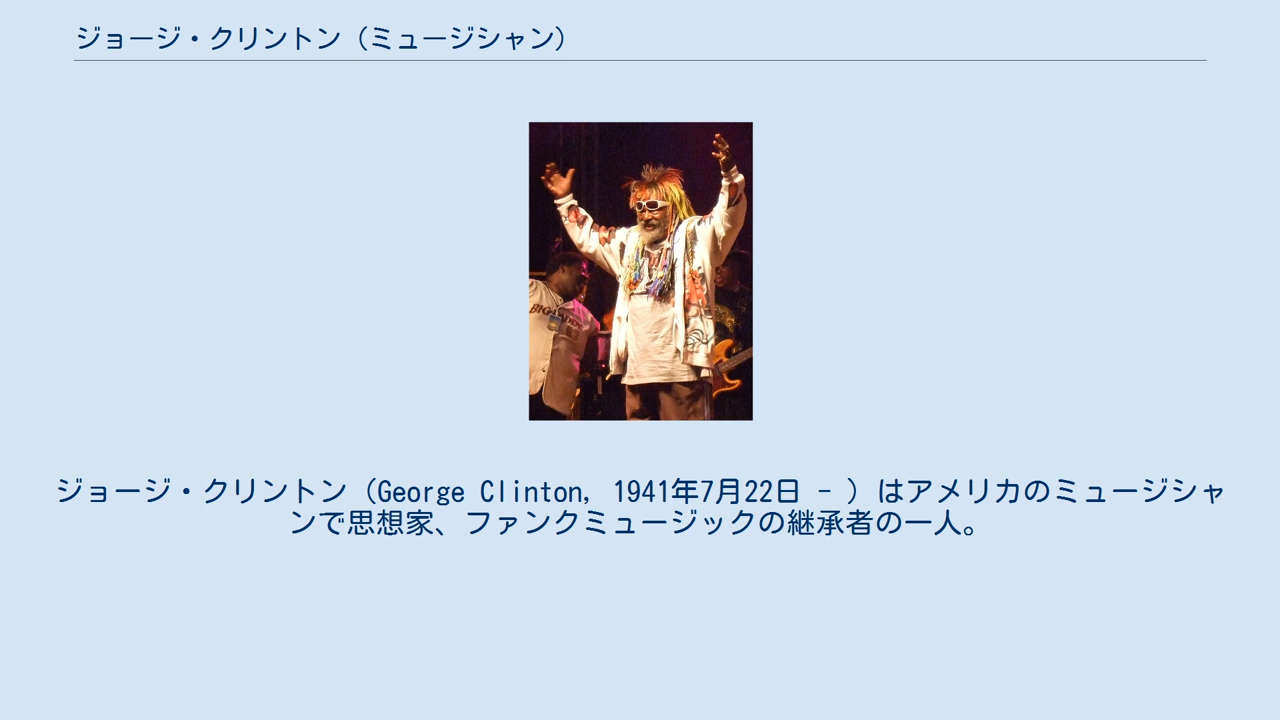 ジョージ・クリントン（ミュージシャン）
ジョージ・クリントン（George Clinton, 1941年7月22日 - ）はアメリカのミュージシャ
ンで思想家、ファンクミュージックの継承者の一人。